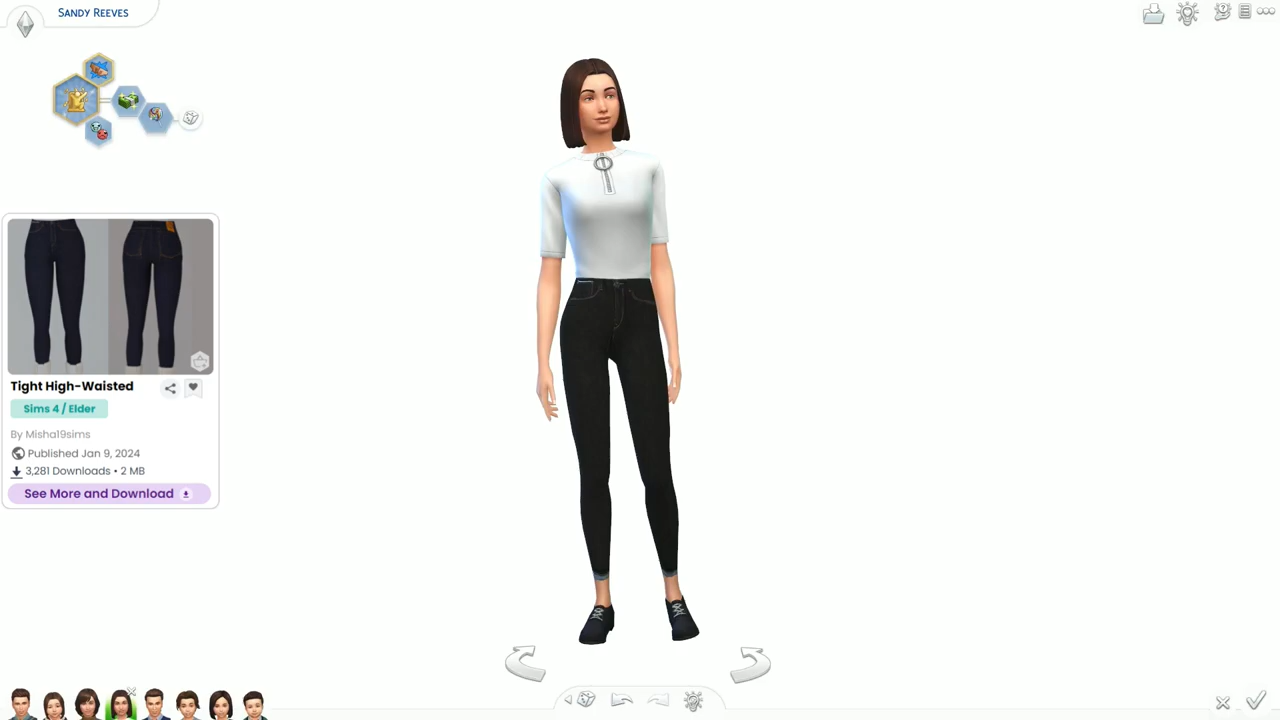 Sandy Reeves
Tight High-Waisted
Sims 4 / Elder
By Misha19sims
Published Jan 9, 2024
3,281 Downloads • 2 MB
See More and Download